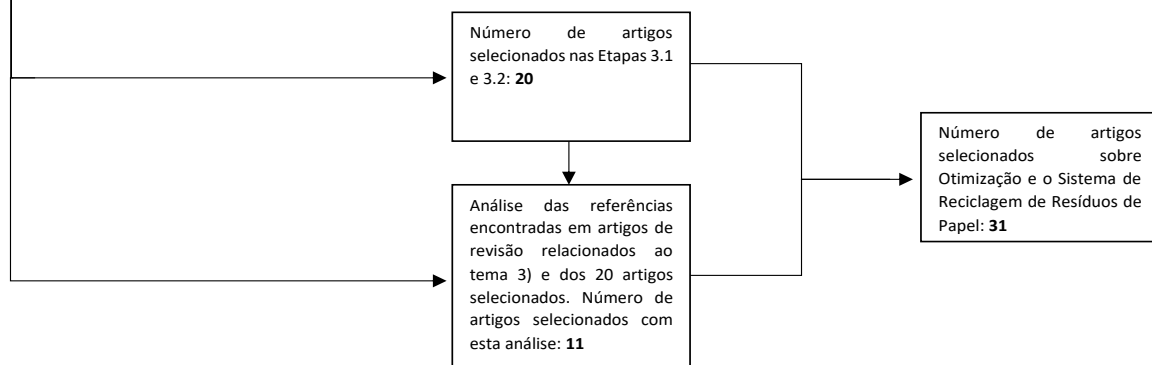 Número de artigos
selecionados nas Etapas 3.1
e 3.2: 20
Análise das referências
encontradas em artigos de
revisão relacionados ao
tema 3) e dos 20 artigos
selecionados. Número de
artigos selecionados com
esta análise: 11
Número de artigos
selecionados sobre
Otimização e o Sistema de
Reciclagem de Resíduos de
Papel: 31